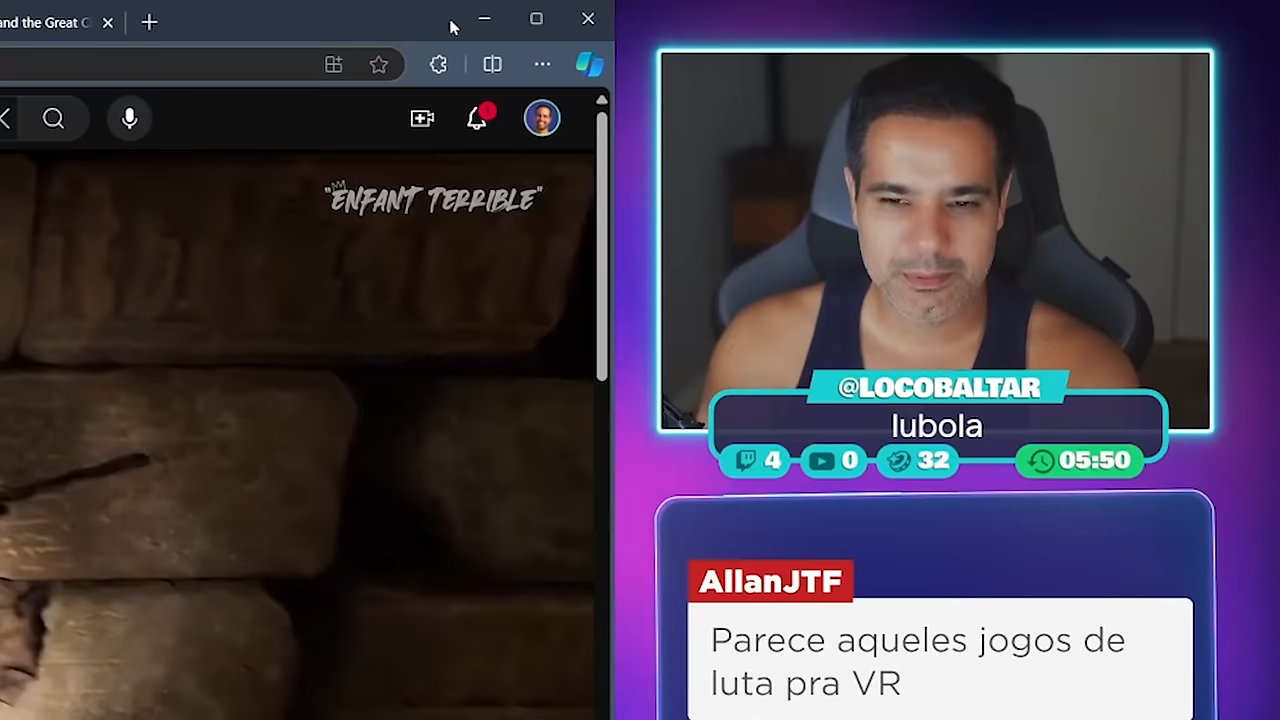 and the Great C
"ENFANT TERRIBLE"
@LOCOBALTAR
lubola
4
0
32
05:50
AllanJTF
Parece aqueles jogos de
luta pra VR